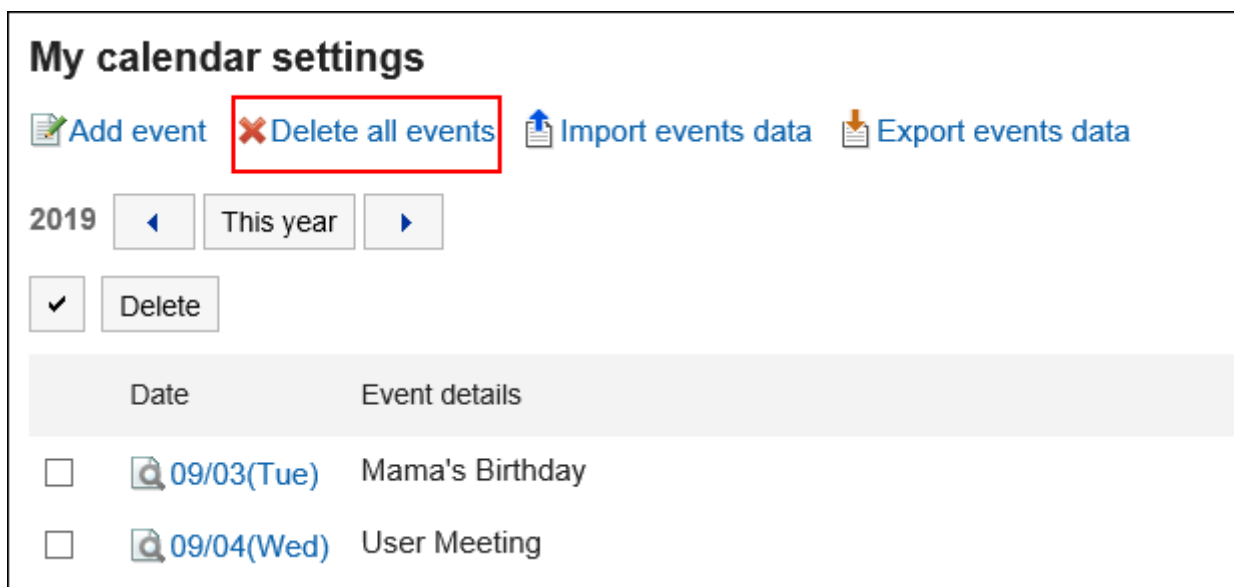 My calendar settings
Add event Delete all events Import events data Export events data
2019 This year
Delete
Date Event details
09/03(Tue) Mama's Birthday
09/04(Wed) User Meeting